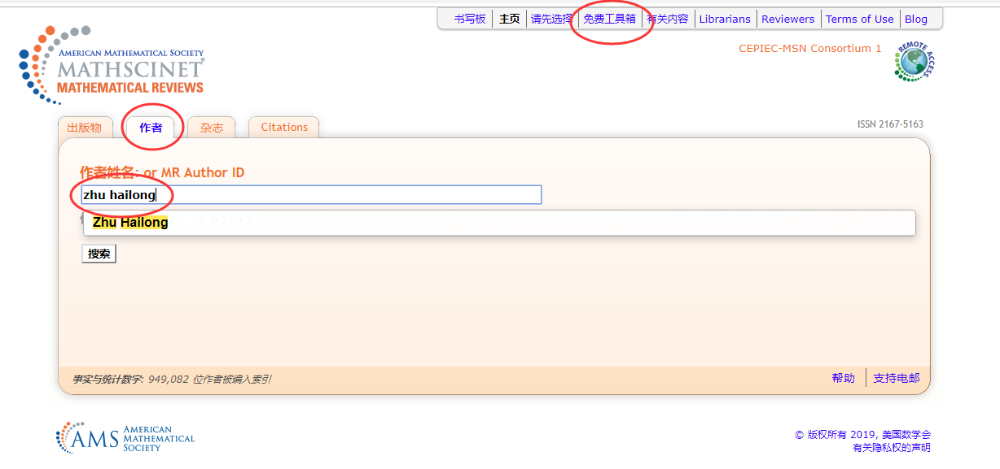 书写板 主页 请先选择 免费工具箱 有关内容 Librarians Reviewers Terms of Use Blog
AMERICAN MATHEMATICAL SOCIETY
MATHSCINET®
MATHEMATICAL REVIEWS
CEPIEC-MSN Consortium 1
REMOTE ACCESS
出版物 作者 杂志 Citations
ISSN 2167-5163
作者姓名: or MR Author ID
zhu hailong
Zhu Hailong
搜索
事实与统计数字: 949,082 位作者被编入索引
帮助 支持电邮
AMS AMERICAN
MATHEMATICAL
SOCIETY
© 版权所有 2019, 美国数学会
有关隐私权的声明